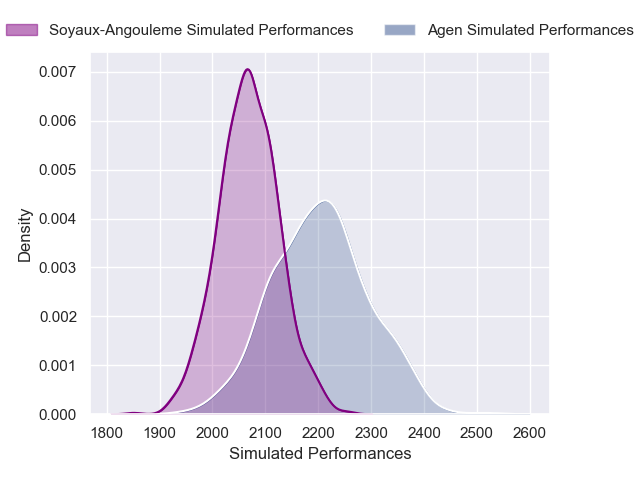 Soyaux-Angouleme Simulated Performances Agen Simulated Performances
0.007
0.006
0.005
0.004
0.003
0.002
0.001
0.000
Density
1800 1900 2000 2100 2200 2300 2400 2500 2600
Simulated Performances